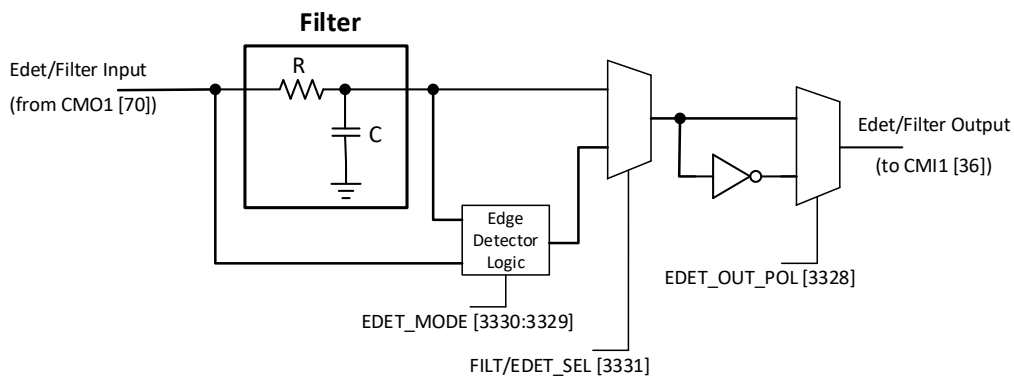 Filter
Edet/Filter Input
(from CMO1 [70])
R
C
Edge
Detector
Logic
Edet/Filter Output
(to CMI1 [36])
EDET_OUT_POL [3328]
EDET_MODE [3330:3329]
FILT/EDET_SEL [3331]